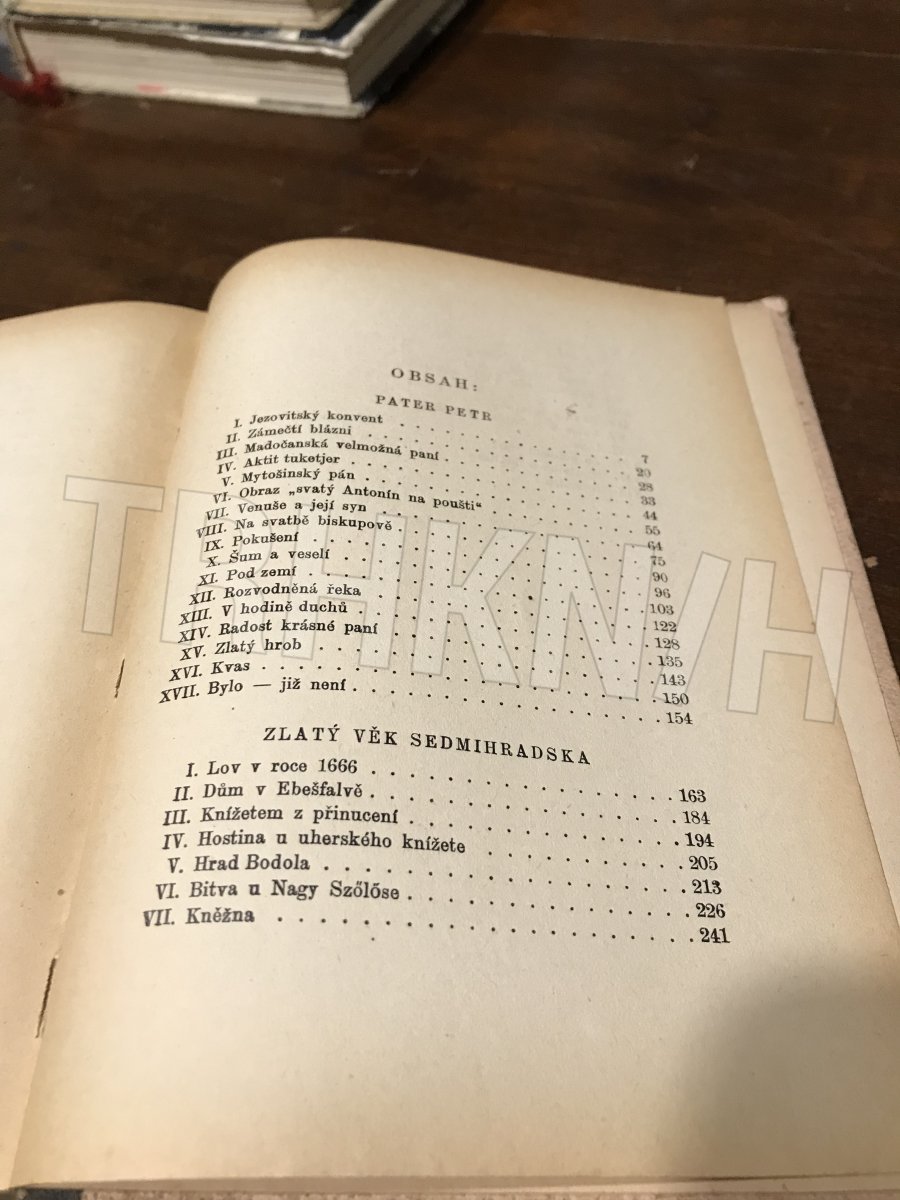 OBSAH:
PATER PETR
I. Jezovitský konvent . . . . . . . . . . 7
II. Zámečtí blázni . . . . . . . . . . 20
III. Madočanská velmožná paní . . . . . . . . . . 28
IV. Aktit tuketjer . . . . . . . . . . 33
V. Mytošinský pán . . . . . . . . . . 44
VI. Obraz „svatý Antonín na poušti“ . . . . . . . . . . 55
VII. Venuše a její syn . . . . . . . . . . 64
VIII. Na svatbě biskupově . . . . . . . . . . 75
IX. Pokušení . . . . . . . . . . 90
X. Šum a veselí . . . . . . . . . . 96
XI. Pod zemí . . . . . . . . . . 103
XII. Rozvodněná řeka . . . . . . . . . . 122
XIII. V hodině duchů . . . . . . . . . . 128
XIV. Radost krásné paní . . . . . . . . . . 135
XV. Zlatý hrob . . . . . . . . . . 143
XVI. Kvas . . . . . . . . . . 150
XVII. Bylo — již není . . . . . . . . . . 154
ZLATÝ VĚK SEDMIHRADSKA
I. Lov v roce 1666 . . . . . . . . . . 163
II. Dům v Ebešfalvě . . . . . . . . . . 184
III. Knížetem z přinucení . . . . . . . . . . 194
IV. Hostina u uherského knížete . . . . . . . . . . 205
V. Hrad Bodola . . . . . . . . . . 213
VI. Bitva u Nagy Szőlőse . . . . . . . . . . 226
VII. Kněžna . . . . . . . . . . 241
TRHKNIH